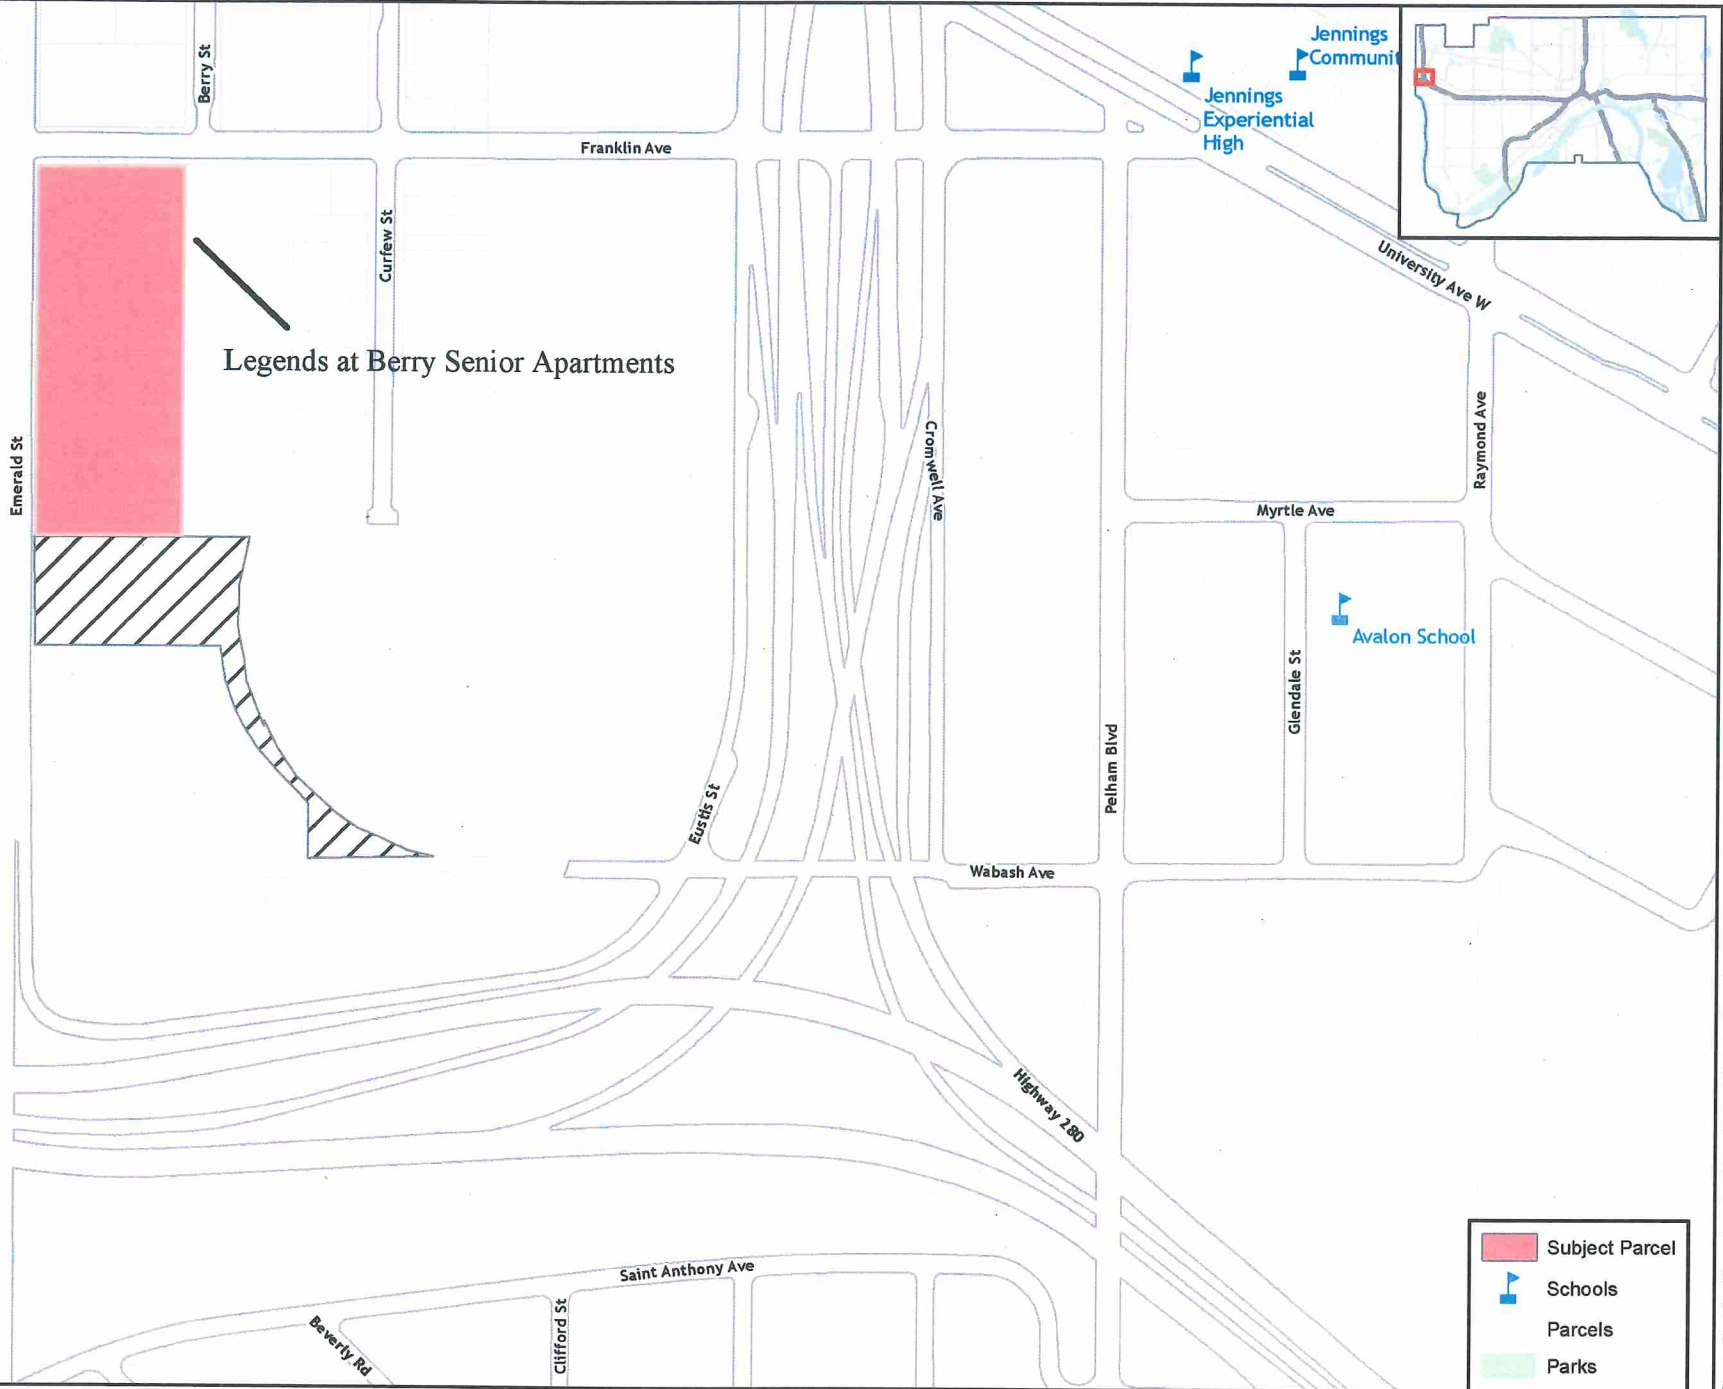 Berry St
Jennings
Communit
Jennings
Experiential
High
Franklin Ave
Curfew St
University Ave W
Legends at Berry Senior Apartments
Emerald St
Cromwell Ave
Raymond Ave
Myrtle Ave
Avalon School
Glendale St
Pelham Blvd
Eustis St
Wabash Ave
Highway 280
Saint Anthony Ave
Beverly Rd
Clifford St
Subject Parcel
Schools
Parcels
Parks